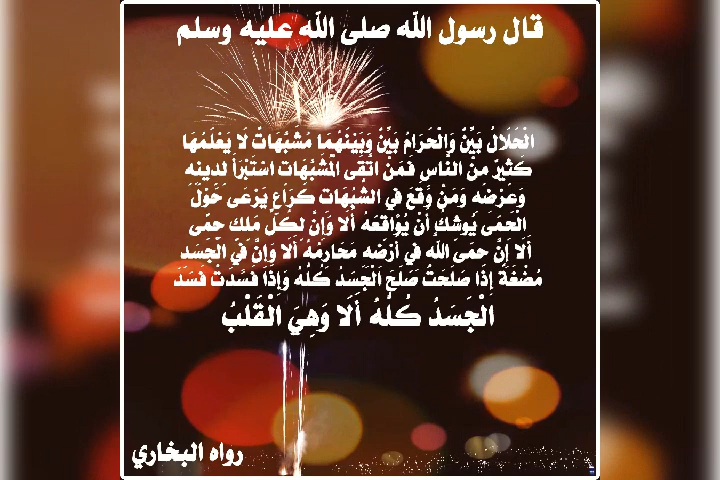 قال رسول الله صلى الله عليه وسلم
الْحَلَالُ بَيِّنٌ وَالْحَرَامُ بَيِّنٌ وَبَيْنَهُمَا مُشَبَّهَاتٌ لَا يَعْلَمُهَا
كَثِيرٌ مِنَ النَّاسِ فَمَنْ اتَّقَى الْمُشَبَّهَاتِ اسْتَبْرَأَ لِدِينِهِ
وَعِرْضِهِ وَمَنْ وَقَعَ فِي الشُّبُهَاتِ كَرَاعٍ يَرْعَى حَوْلَ
الْحِمَى يُوشِكُ أَنْ يُوَاقِعَهُ أَلَا وَإِنَّ لِكُلِّ مَلِكٍ حِمًى
أَلَا إِنَّ حِمَى اللَّهِ فِي أَرْضِهِ مَحَارِمُهُ أَلَا وَإِنَّ فِي الْجَسَدِ
مُضْغَةً إِذَا صَلَحَتْ صَلَحَ الْجَسَدُ كُلُّهُ وَإِذَا فَسَدَتْ فَسَدَ
الْجَسَدُ كُلُّهُ أَلَا وَهِيَ الْقَلْبُ
رواه البخاري